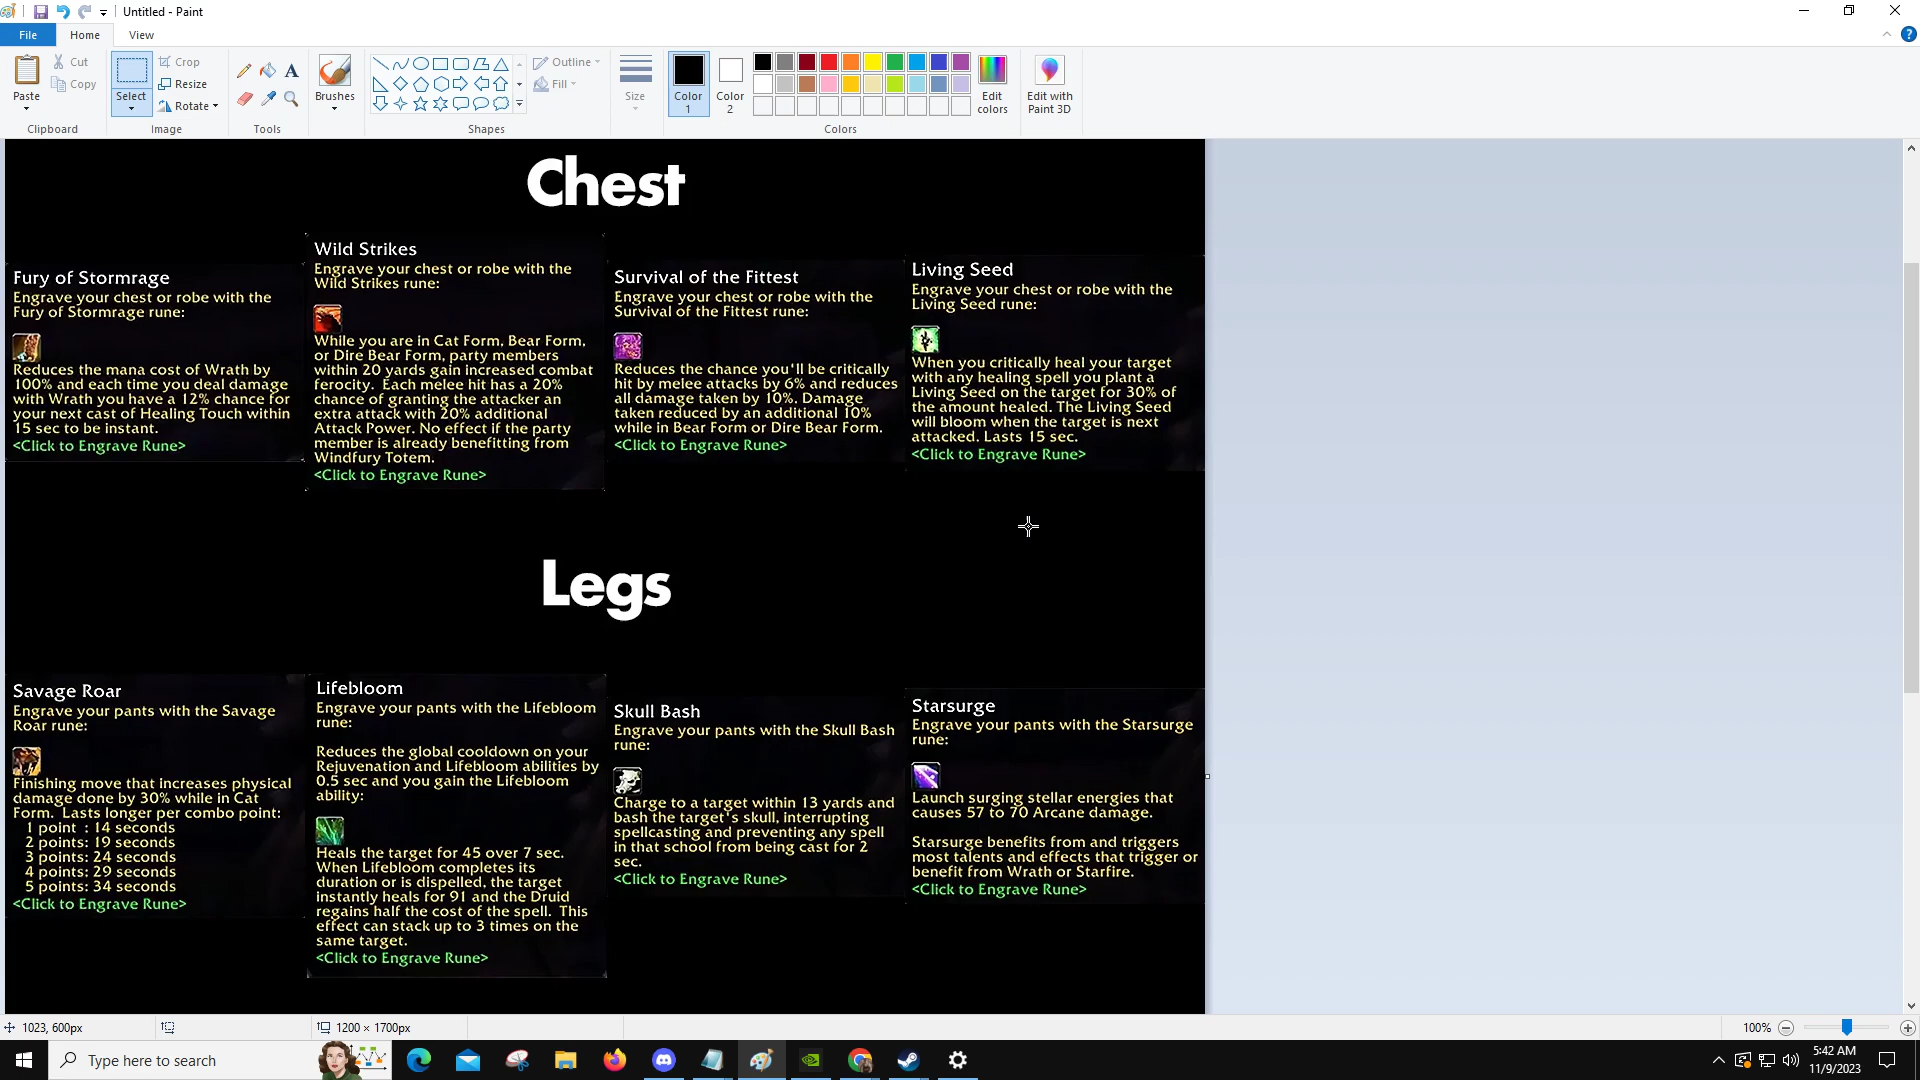 Untitled - Paint
File
Home
View
Paste
Cut
Copy
Clipboard
Select
Crop
Resize
Rotate
Image
A
Tools
Brushes
Shapes
Outline
Fill
Size
Color
1
Color
2
Colors
Edit
colors
Edit with
Paint 3D
Chest
Fury of Stormrage
Engrave your chest or robe with the
Fury of Stormrage rune:
Reduces the mana cost of Wrath by
100% and each time you deal damage
with Wrath you have a 12% chance for
your next cast of Healing Touch within
15 sec to be instant.
<Click to Engrave Rune>
Wild Strikes
Engrave your chest or robe with the
Wild Strikes rune:
While you are in Cat Form, Bear Form,
or Dire Bear Form, party members
within 20 yards gain increased combat
ferocity. Each melee hit has a 20%
chance of granting the attacker an
extra attack with 20% additional
Attack Power. No effect if the party
member is already benefitting from
Windfury Totem.
<Click to Engrave Rune>
Survival of the Fittest
Engrave your chest or robe with the
Survival of the Fittest rune:
Reduces the chance you'll be critically
hit by melee attacks by 6% and reduces
all damage taken by 10%. Damage
taken reduced by an additional 10%
while in Bear Form or Dire Bear Form.
<Click to Engrave Rune>
Living Seed
Engrave your chest or robe with the
Living Seed rune:
When you critically heal your target
with any healing spell you plant a
Living Seed on the target for 30% of
the amount healed. The Living Seed
will bloom when the target is next
attacked. Lasts 15 sec.
<Click to Engrave Rune>
Legs
Savage Roar
Engrave your pants with the Savage
Roar rune:
Finishing move that increases physical
damage done by 30% while in Cat
Form. Lasts longer per combo point:
1 point : 14 seconds
2 points: 19 seconds
3 points: 24 seconds
4 points: 29 seconds
5 points: 34 seconds
<Click to Engrave Rune>
Lifebloom
Engrave your pants with the Lifebloom
rune:
Reduces the global cooldown on your
Rejuvenation and Lifebloom abilities by
0.5 sec and you gain the Lifebloom
ability:
Heals the target for 45 over 7 sec.
When Lifebloom completes its
duration or is dispelled, the target
instantly heals for 91 and the Druid
regains half the cost of the spell. This
effect can stack up to 3 times on the
same target.
<Click to Engrave Rune>
Skull Bash
Engrave your pants with the Skull Bash
rune:
Charge to a target within 13 yards and
bash the target's skull, interrupting
spellcasting and preventing any spell
in that school from being cast for 2
sec.
<Click to Engrave Rune>
Starsurge
Engrave your pants with the Starsurge
rune:
Launch surging stellar energies that
causes 57 to 70 Arcane damage.
Starsurge benefits from and triggers
most talents and effects that trigger or
benefit from Wrath or Starfire.
<Click to Engrave Rune>
1023, 600px
1200 × 1700px
100%
Type here to search
5:42 AM
11/9/2023